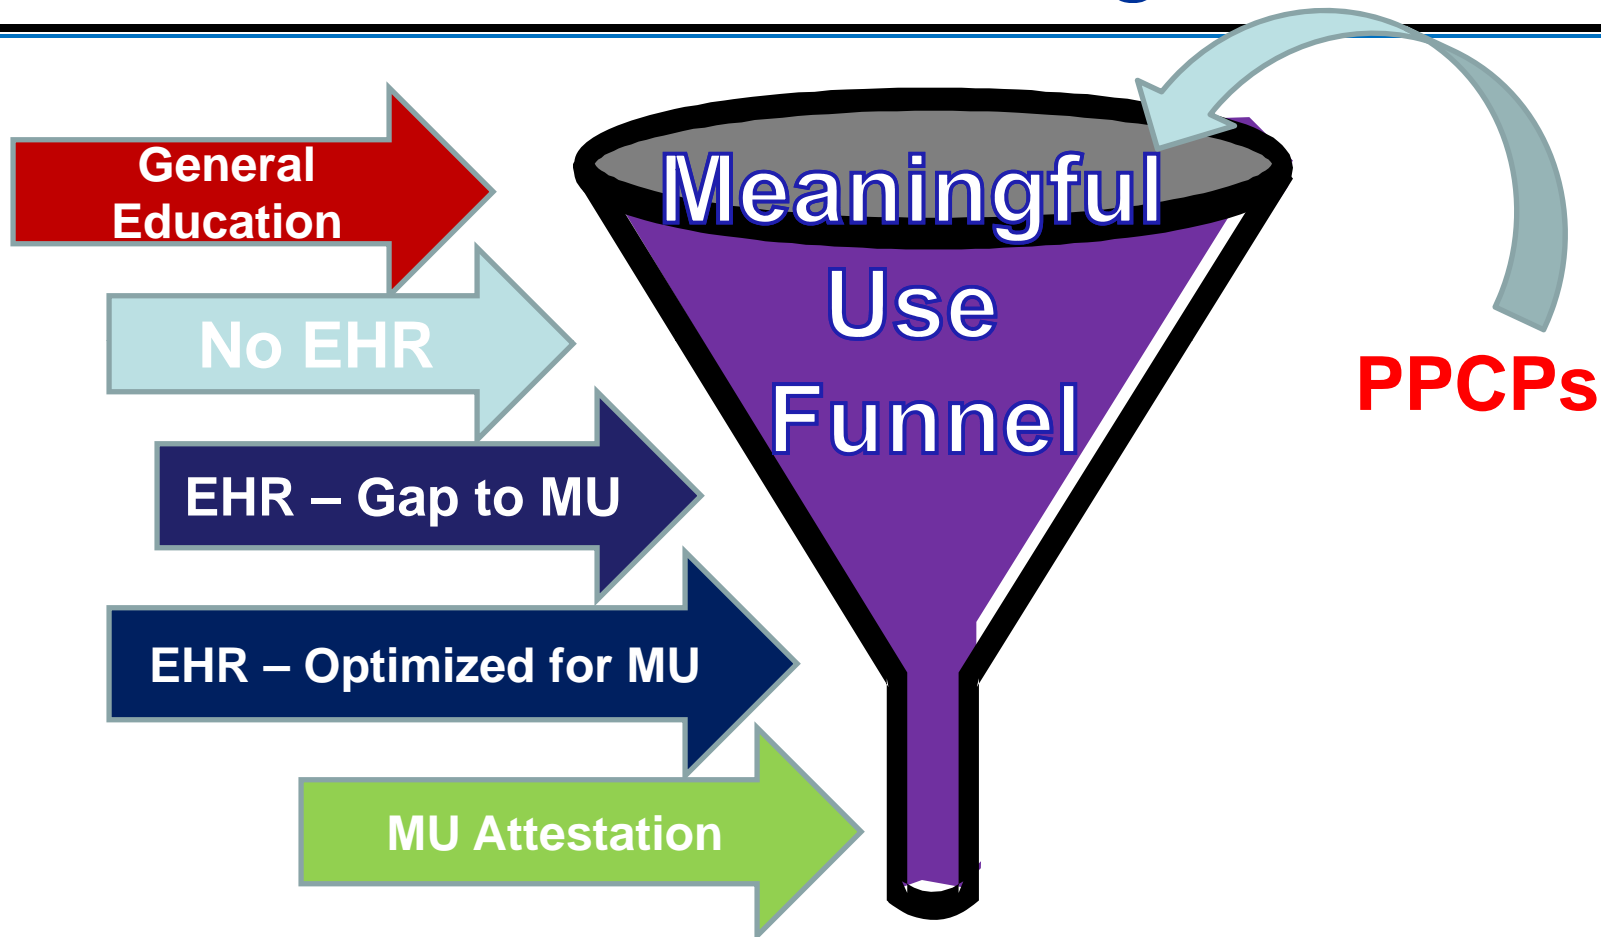 General
Education
No EHR
EHR – Gap to MU
EHR – Optimized for MU
MU Attestation
Meaningful
Use
Funnel
PPCPs